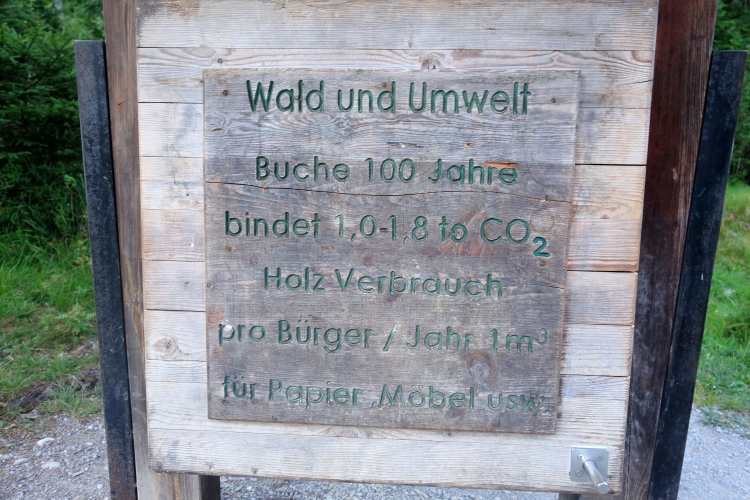 Wald und Umwelt
Buche 100 Jahre
bindet 1,0-1,8 to CO₂
Holz Verbrauch
pro Bürger / Jahr 1m³
für Papier ,Möbel usw